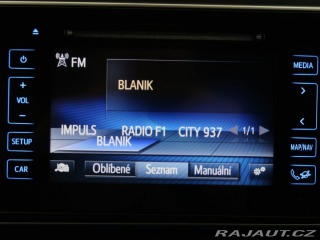 FM
MEDIA
BLANIK
+
VOL
−
IMPULS RADIO F1 CITY 937 1/1
BLANIK
SETUP
MAP/NAV
CAR
Oblíbené Seznam Manuální
RAJAUT.CZ